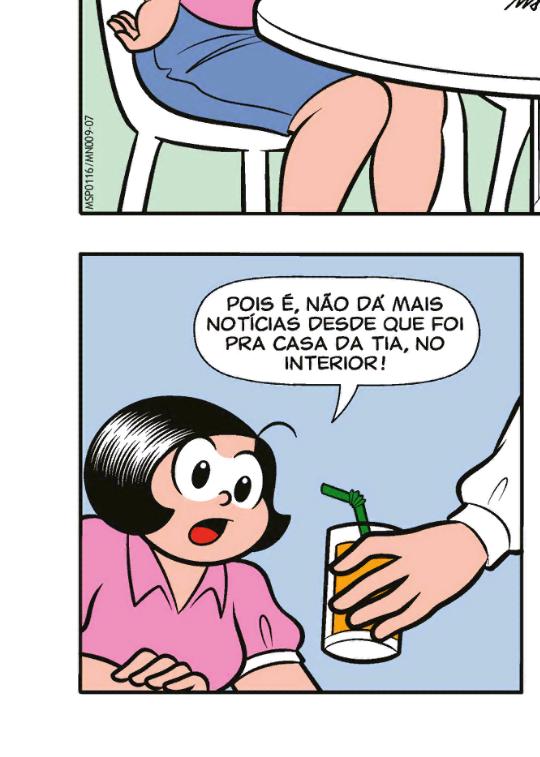 MSP0116/MN009-07
POIS É, NÃO DÁ MAIS
NOTÍCIAS DESDE QUE FOI
PRA CASA DA TIA, NO
INTERIOR!